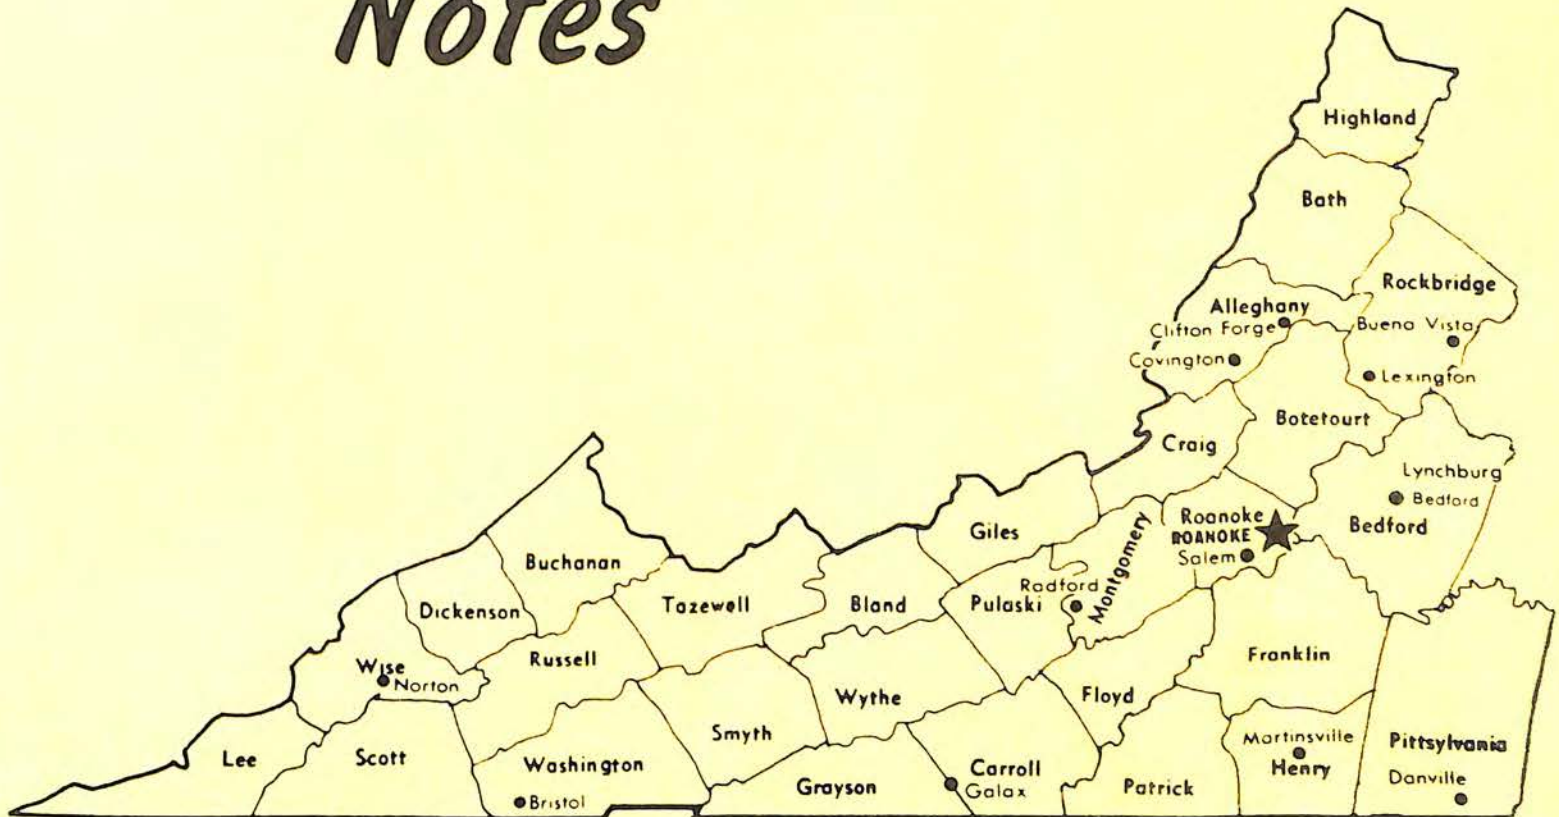 Notes
Highland
Bath
Rockbridge
Alleghany
Clifton Forge
Buena Vista
Covington
Lexington
Botetourt
Craig
Lynchburg
Bedford
Bedford
Roanoke
ROANOKE
Salem
Giles
Montgomery
Radford
Pulaski
Buchanan
Dickenson
Tazewell
Bland
Russell
Wise
Norton
Franklin
Floyd
Wythe
Smyth
Lee
Scott
Washington
Bristol
Grayson
Carroll
Galax
Patrick
Martinsville
Henry
Pittsylvania
Danville